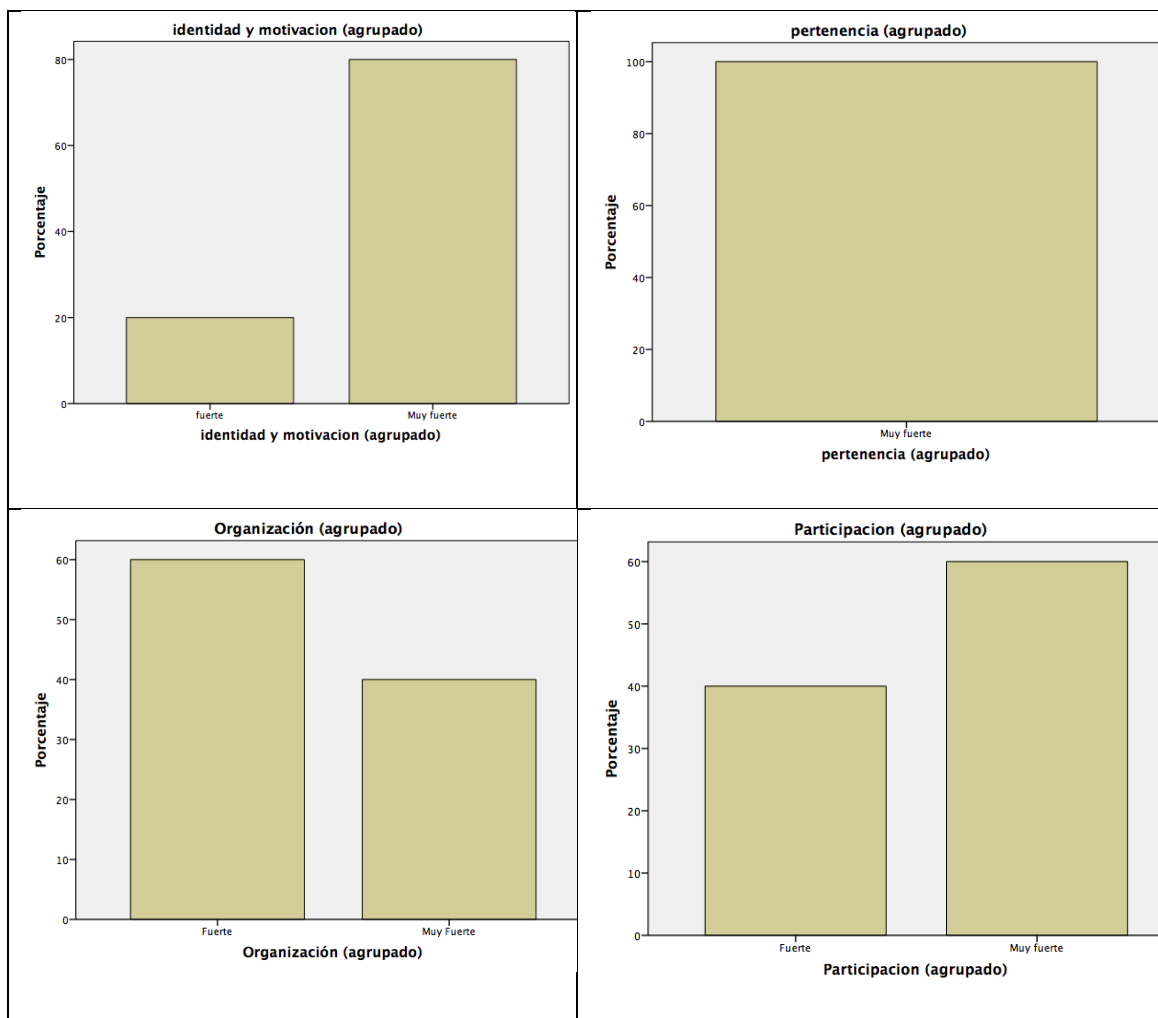 identidad y motivacion (agrupado)
Porcentaje
80
60
40
20
0
fuerte Muy fuerte
identidad y motivacion (agrupado)
pertenencia (agrupado)
Porcentaje
100
80
60
40
20
0
Muy fuerte
pertenencia (agrupado)
Organización (agrupado)
Porcentaje
60
50
40
30
20
10
0
Fuerte Muy Fuerte
Organización (agrupado)
Participacion (agrupado)
Porcentaje
60
50
40
30
20
10
0
Fuerte Muy fuerte
Participacion (agrupado)